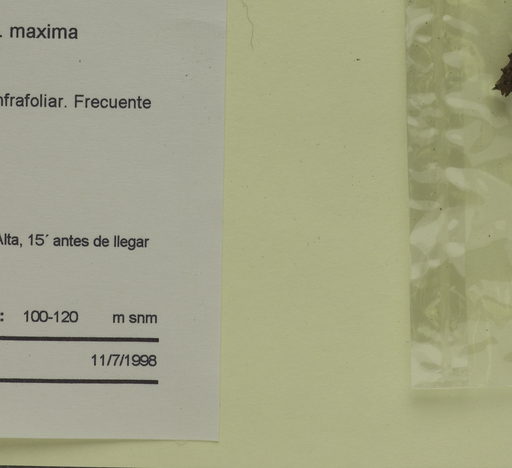 . maxima
nfrafoliar. Frecuente
Alta, 15´ antes de llegar
: 100-120 m snm
11/7/1998